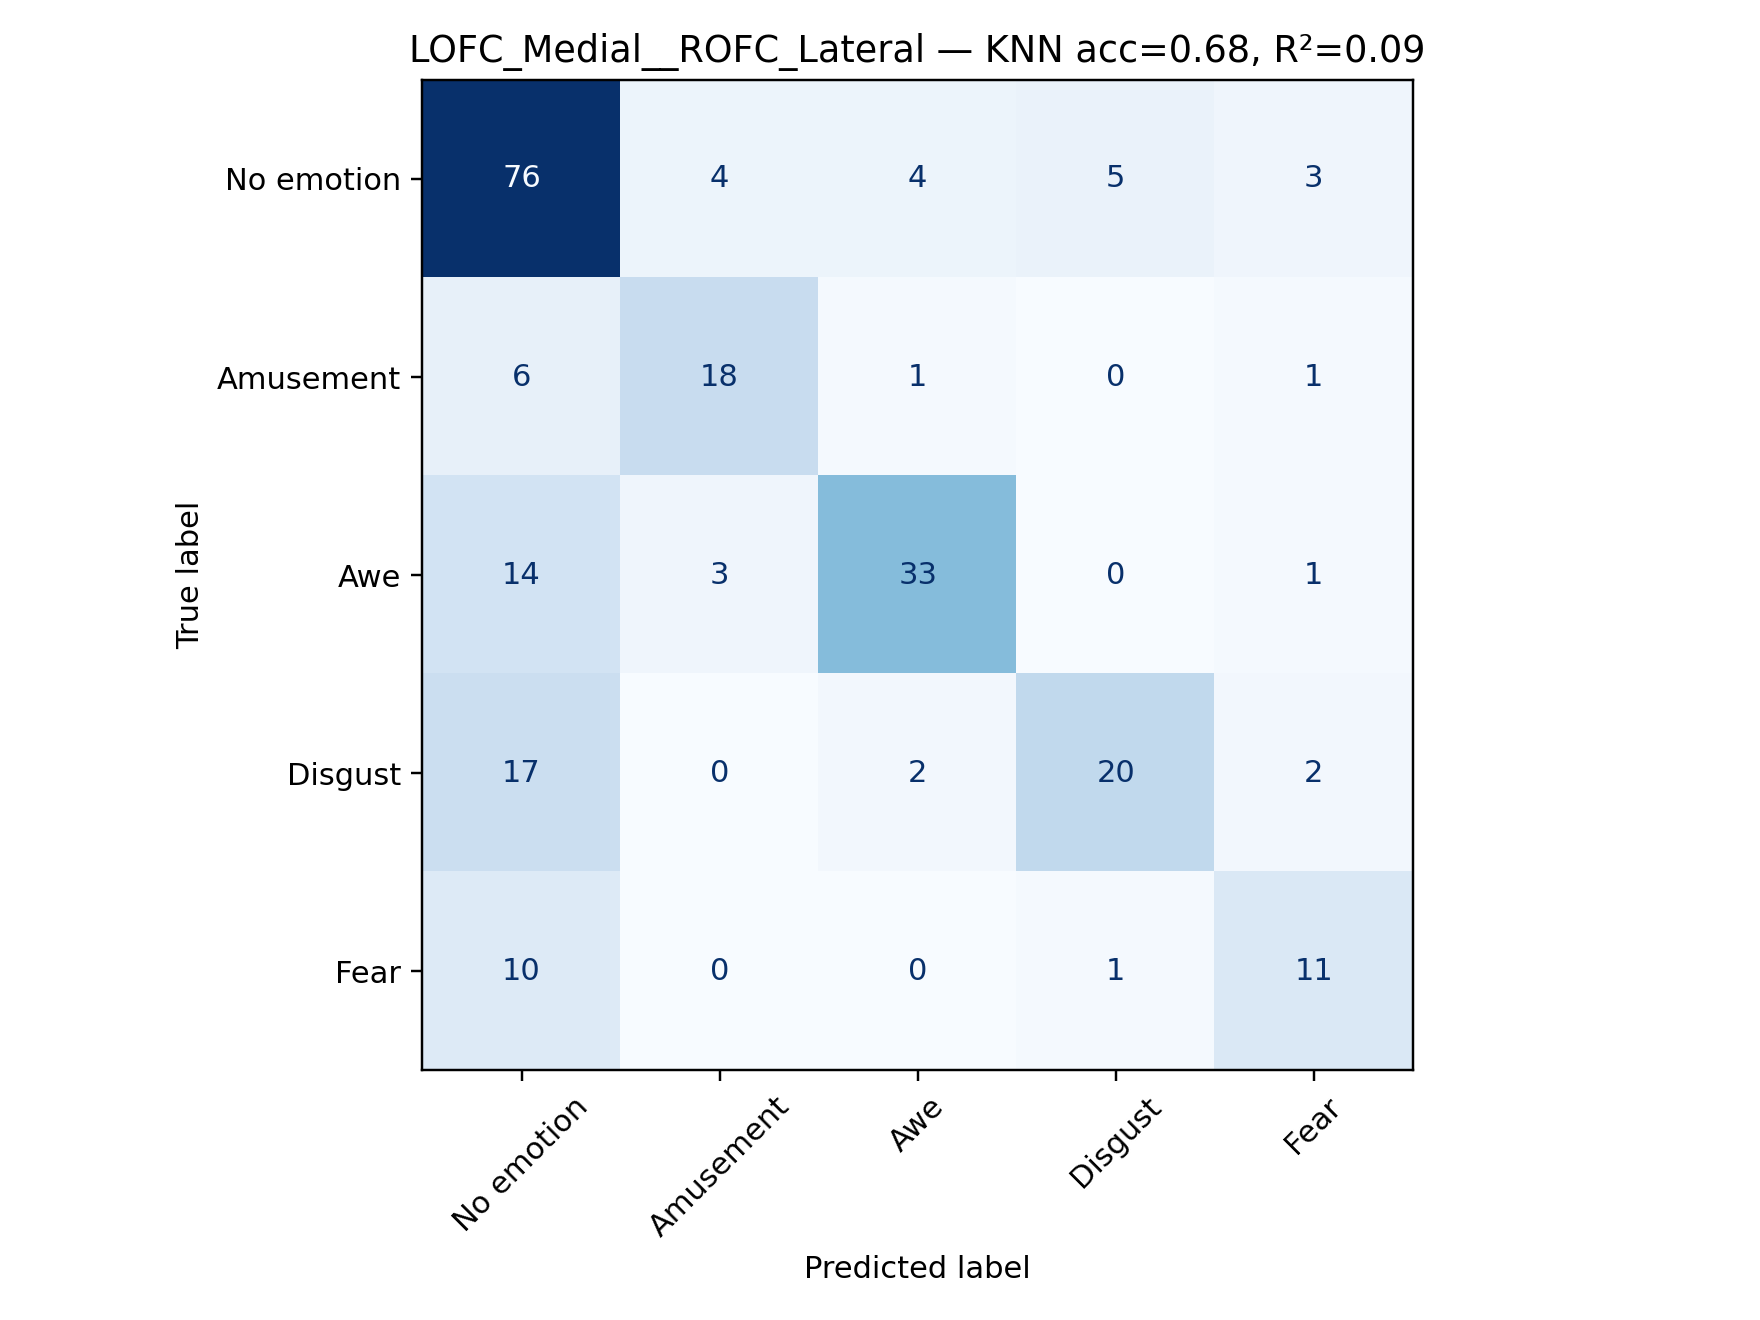 LOFC_Medial__ROFC_Lateral — KNN acc=0.68, R²=0.09
No emotion 76 4 4 5 3
Amusement 6 18 1 0 1
Awe 14 3 33 0 1
Disgust 17 0 2 20 2
Fear 10 0 0 1 11
True label
No emotion Amusement Awe Disgust Fear
Predicted label